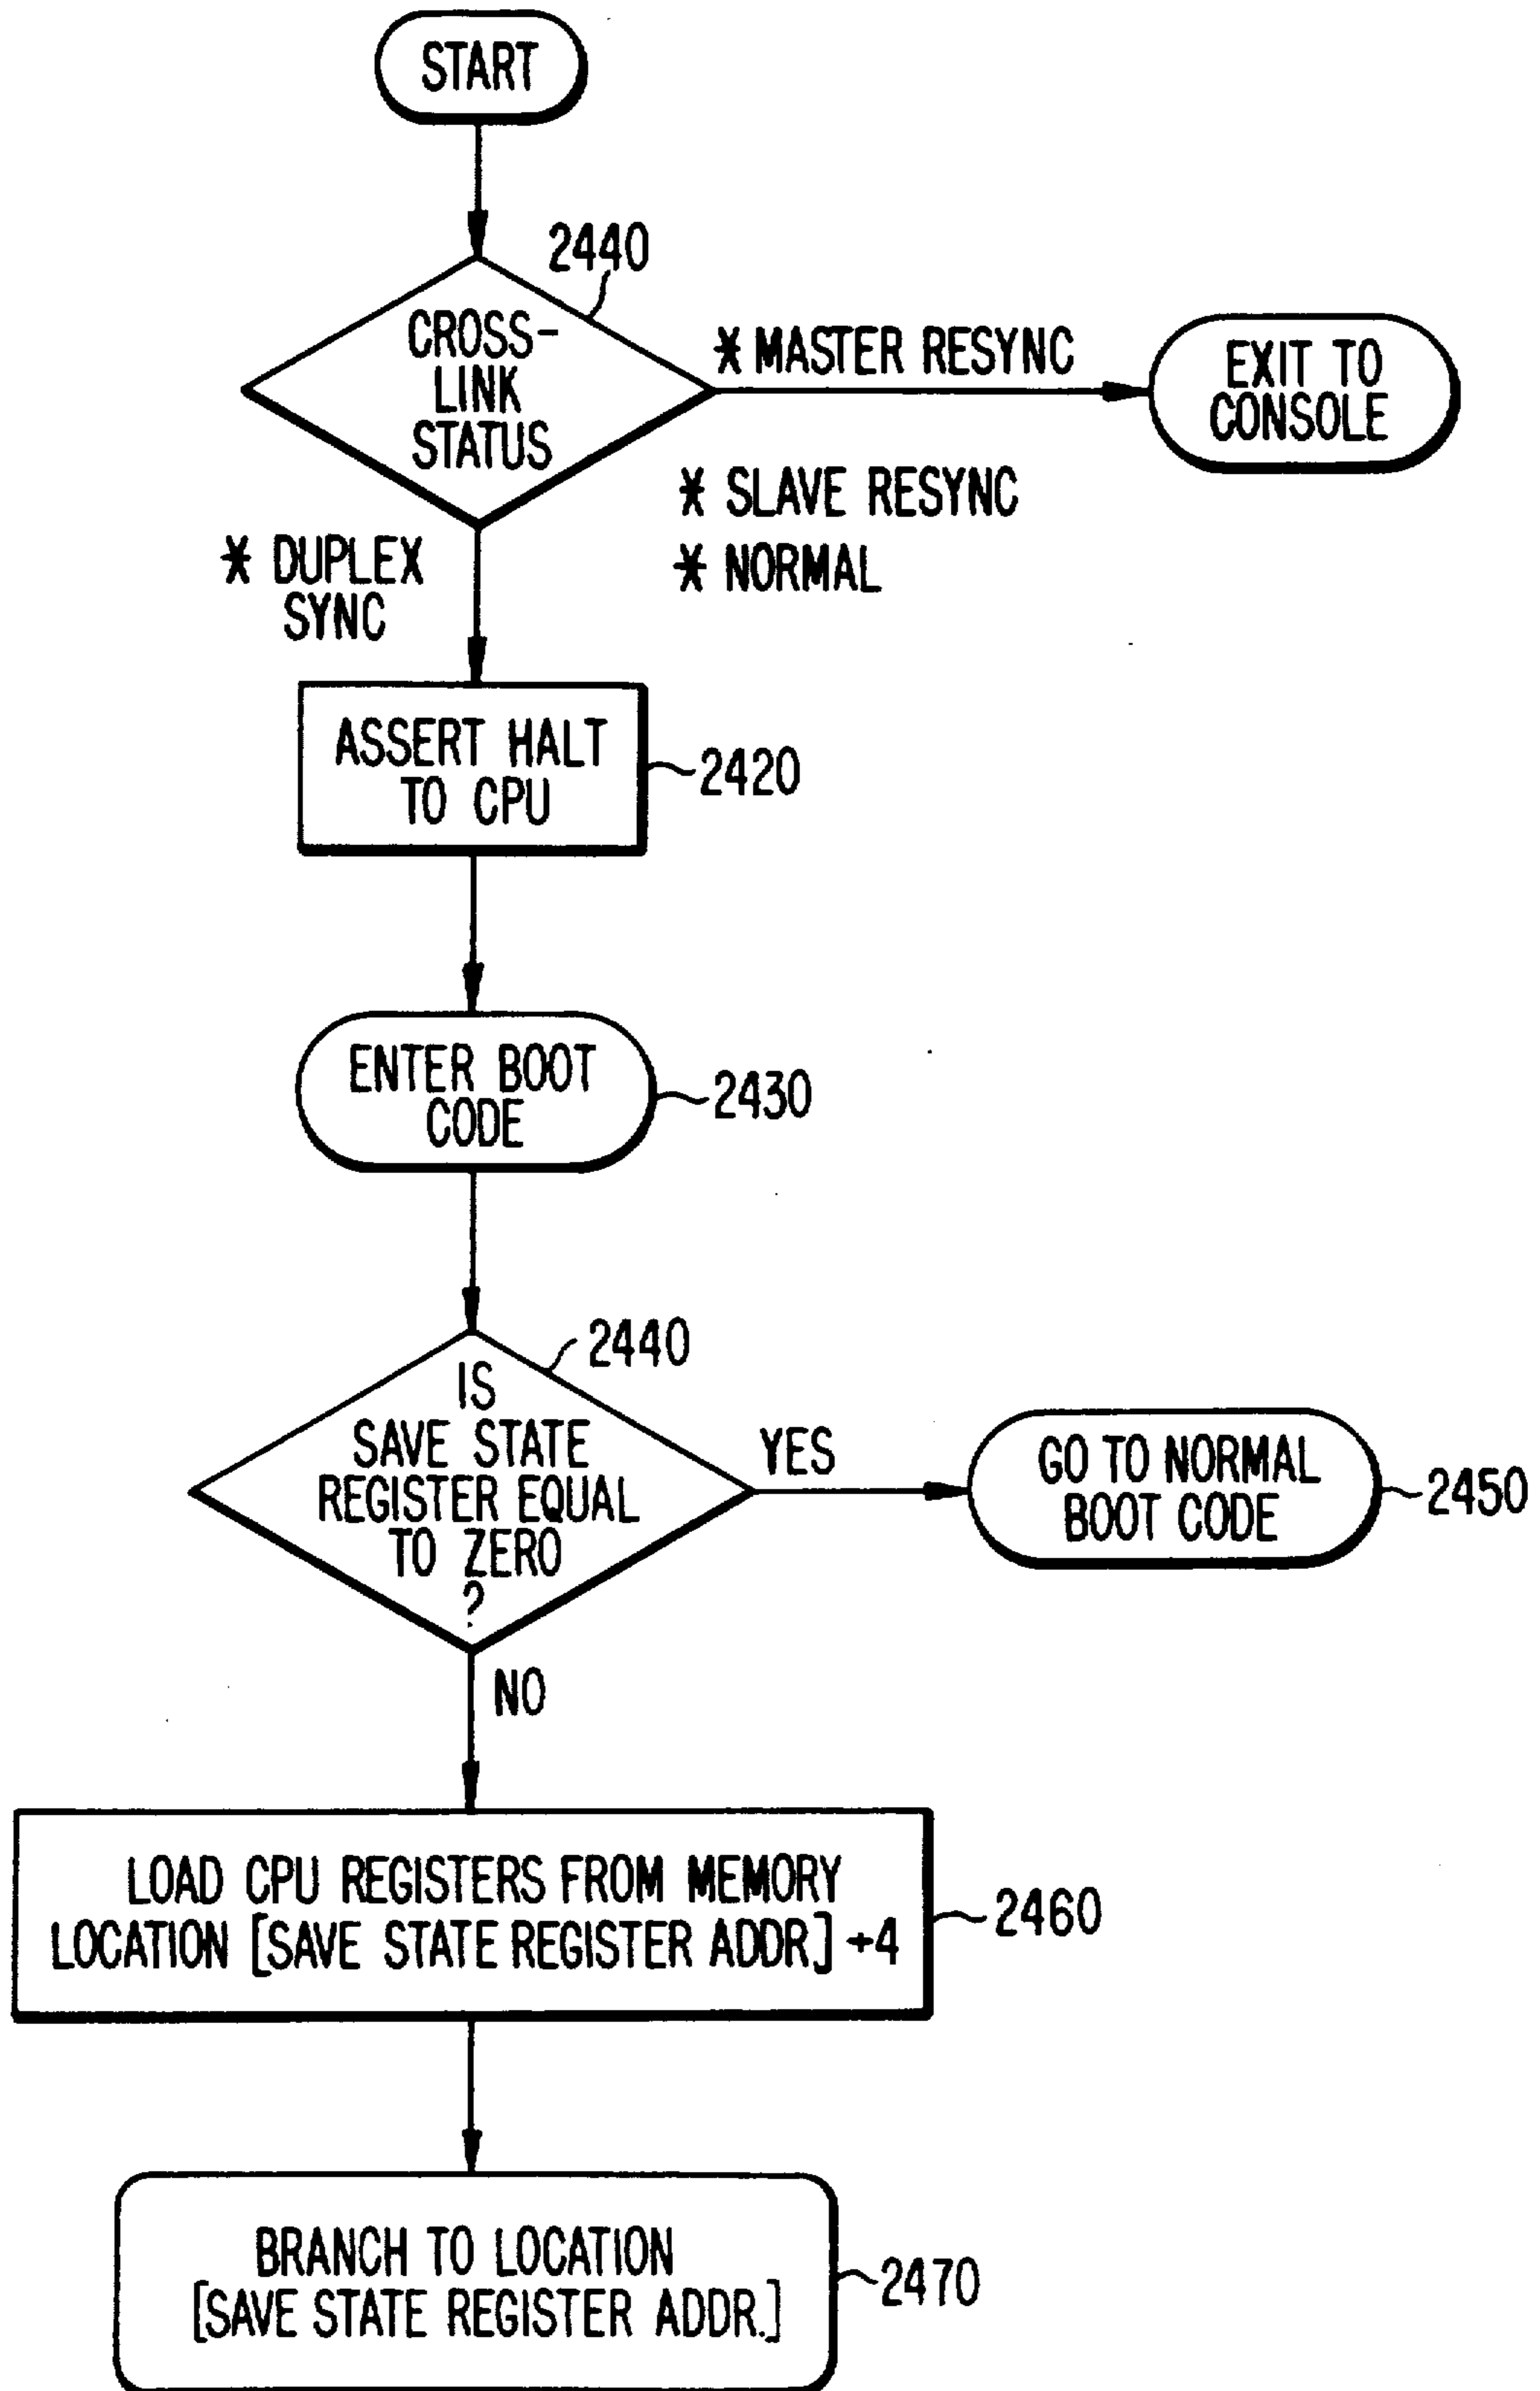 START
2440
CROSS-
LINK
STATUS
* MASTER RESYNC
EXIT TO
CONSOLE
* SLAVE RESYNC
* NORMAL
* DUPLEX
SYNC
ASSERT HALT
TO CPU
2420
ENTER BOOT
CODE
2430
2440
IS
SAVE STATE
REGISTER EQUAL
TO ZERO
?
YES
GO TO NORMAL
BOOT CODE
2450
NO
LOAD CPU REGISTERS FROM MEMORY
LOCATION [SAVE STATE REGISTER ADDR.] +4
2460
BRANCH TO LOCATION
[SAVE STATE REGISTER ADDR.]
2470